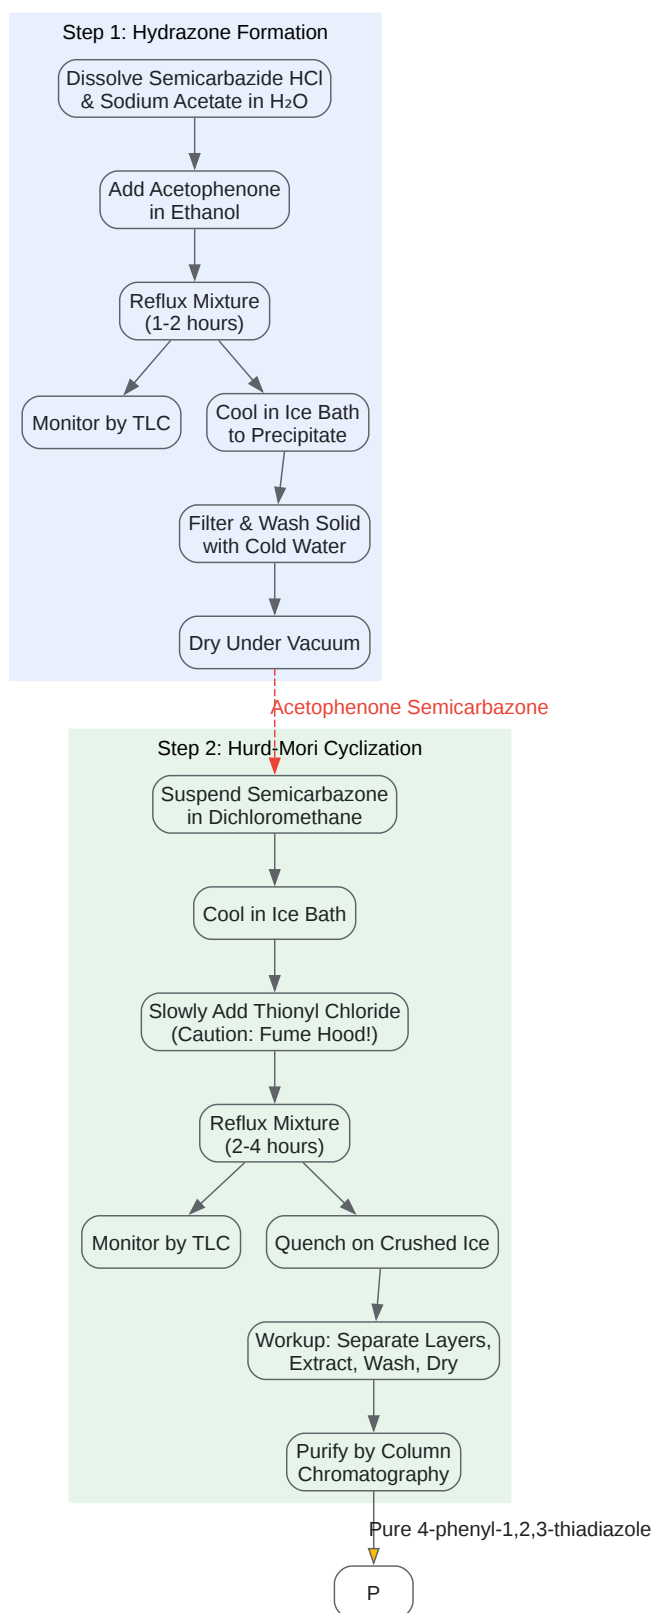 Step 1: Hydrazone Formation
Dissolve Semicarbazide HCl
& Sodium Acetate in H₂O
Add Acetophenone
in Ethanol
Reflux Mixture
(1-2 hours)
Monitor by TLC
Cool in Ice Bath
to Precipitate
Filter & Wash Solid
with Cold Water
Dry Under Vacuum
Acetophenone Semicarbazone
Step 2: Hurd-Mori Cyclization
Suspend Semicarbazone
in Dichloromethane
Cool in Ice Bath
Slowly Add Thionyl Chloride
(Caution: Fume Hood!)
Reflux Mixture
(2-4 hours)
Monitor by TLC
Quench on Crushed Ice
Workup: Separate Layers,
Extract, Wash, Dry
Purify by Column
Chromatography
Pure 4-phenyl-1,2,3-thiadiazole
P